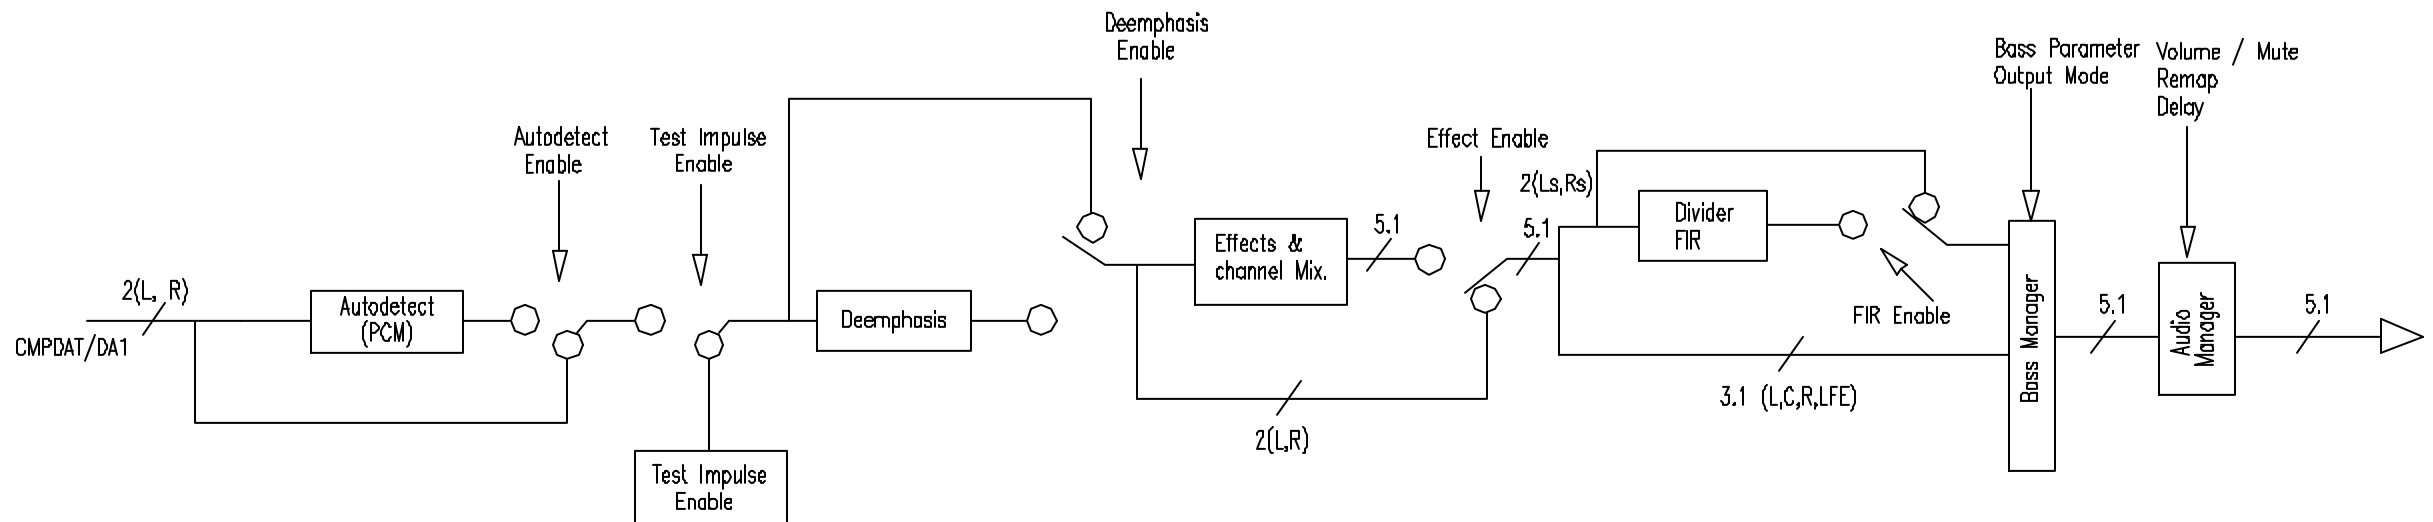 Deemphasis
Enable
Bass Parameter
Output Mode
Volume / Mute
Remap
Delay
Autodetect
Enable
Test Impulse
Enable
Effect Enable
2(Ls,Rs)
Divider
FIR
5.1
5.1
Effects &
channel Mix.
2(L, R)
Autodetect
(PCM)
Deemphasis
FIR Enable
CMPDAT/DA1
Bass Manager
5.1
Audio
Manager
5.1
3.1 (L,C,R,LFE)
2(L,R)
Test Impulse
Enable